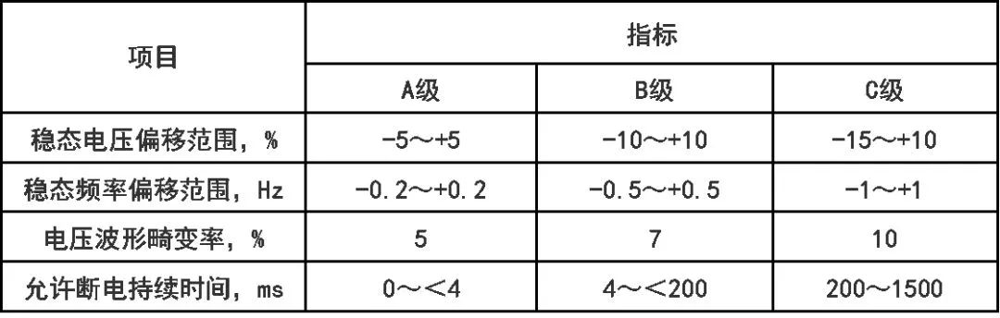 项目 指标
A级 B级 C级
稳态电压偏移范围，% -5～+5 -10～+10 -15～+10
稳态频率偏移范围，Hz -0.2～+0.2 -0.5～+0.5 -1～+1
电压波形畸变率，% 5 7 10
允许断电持续时间，ms 0～<4 4～<200 200～1500